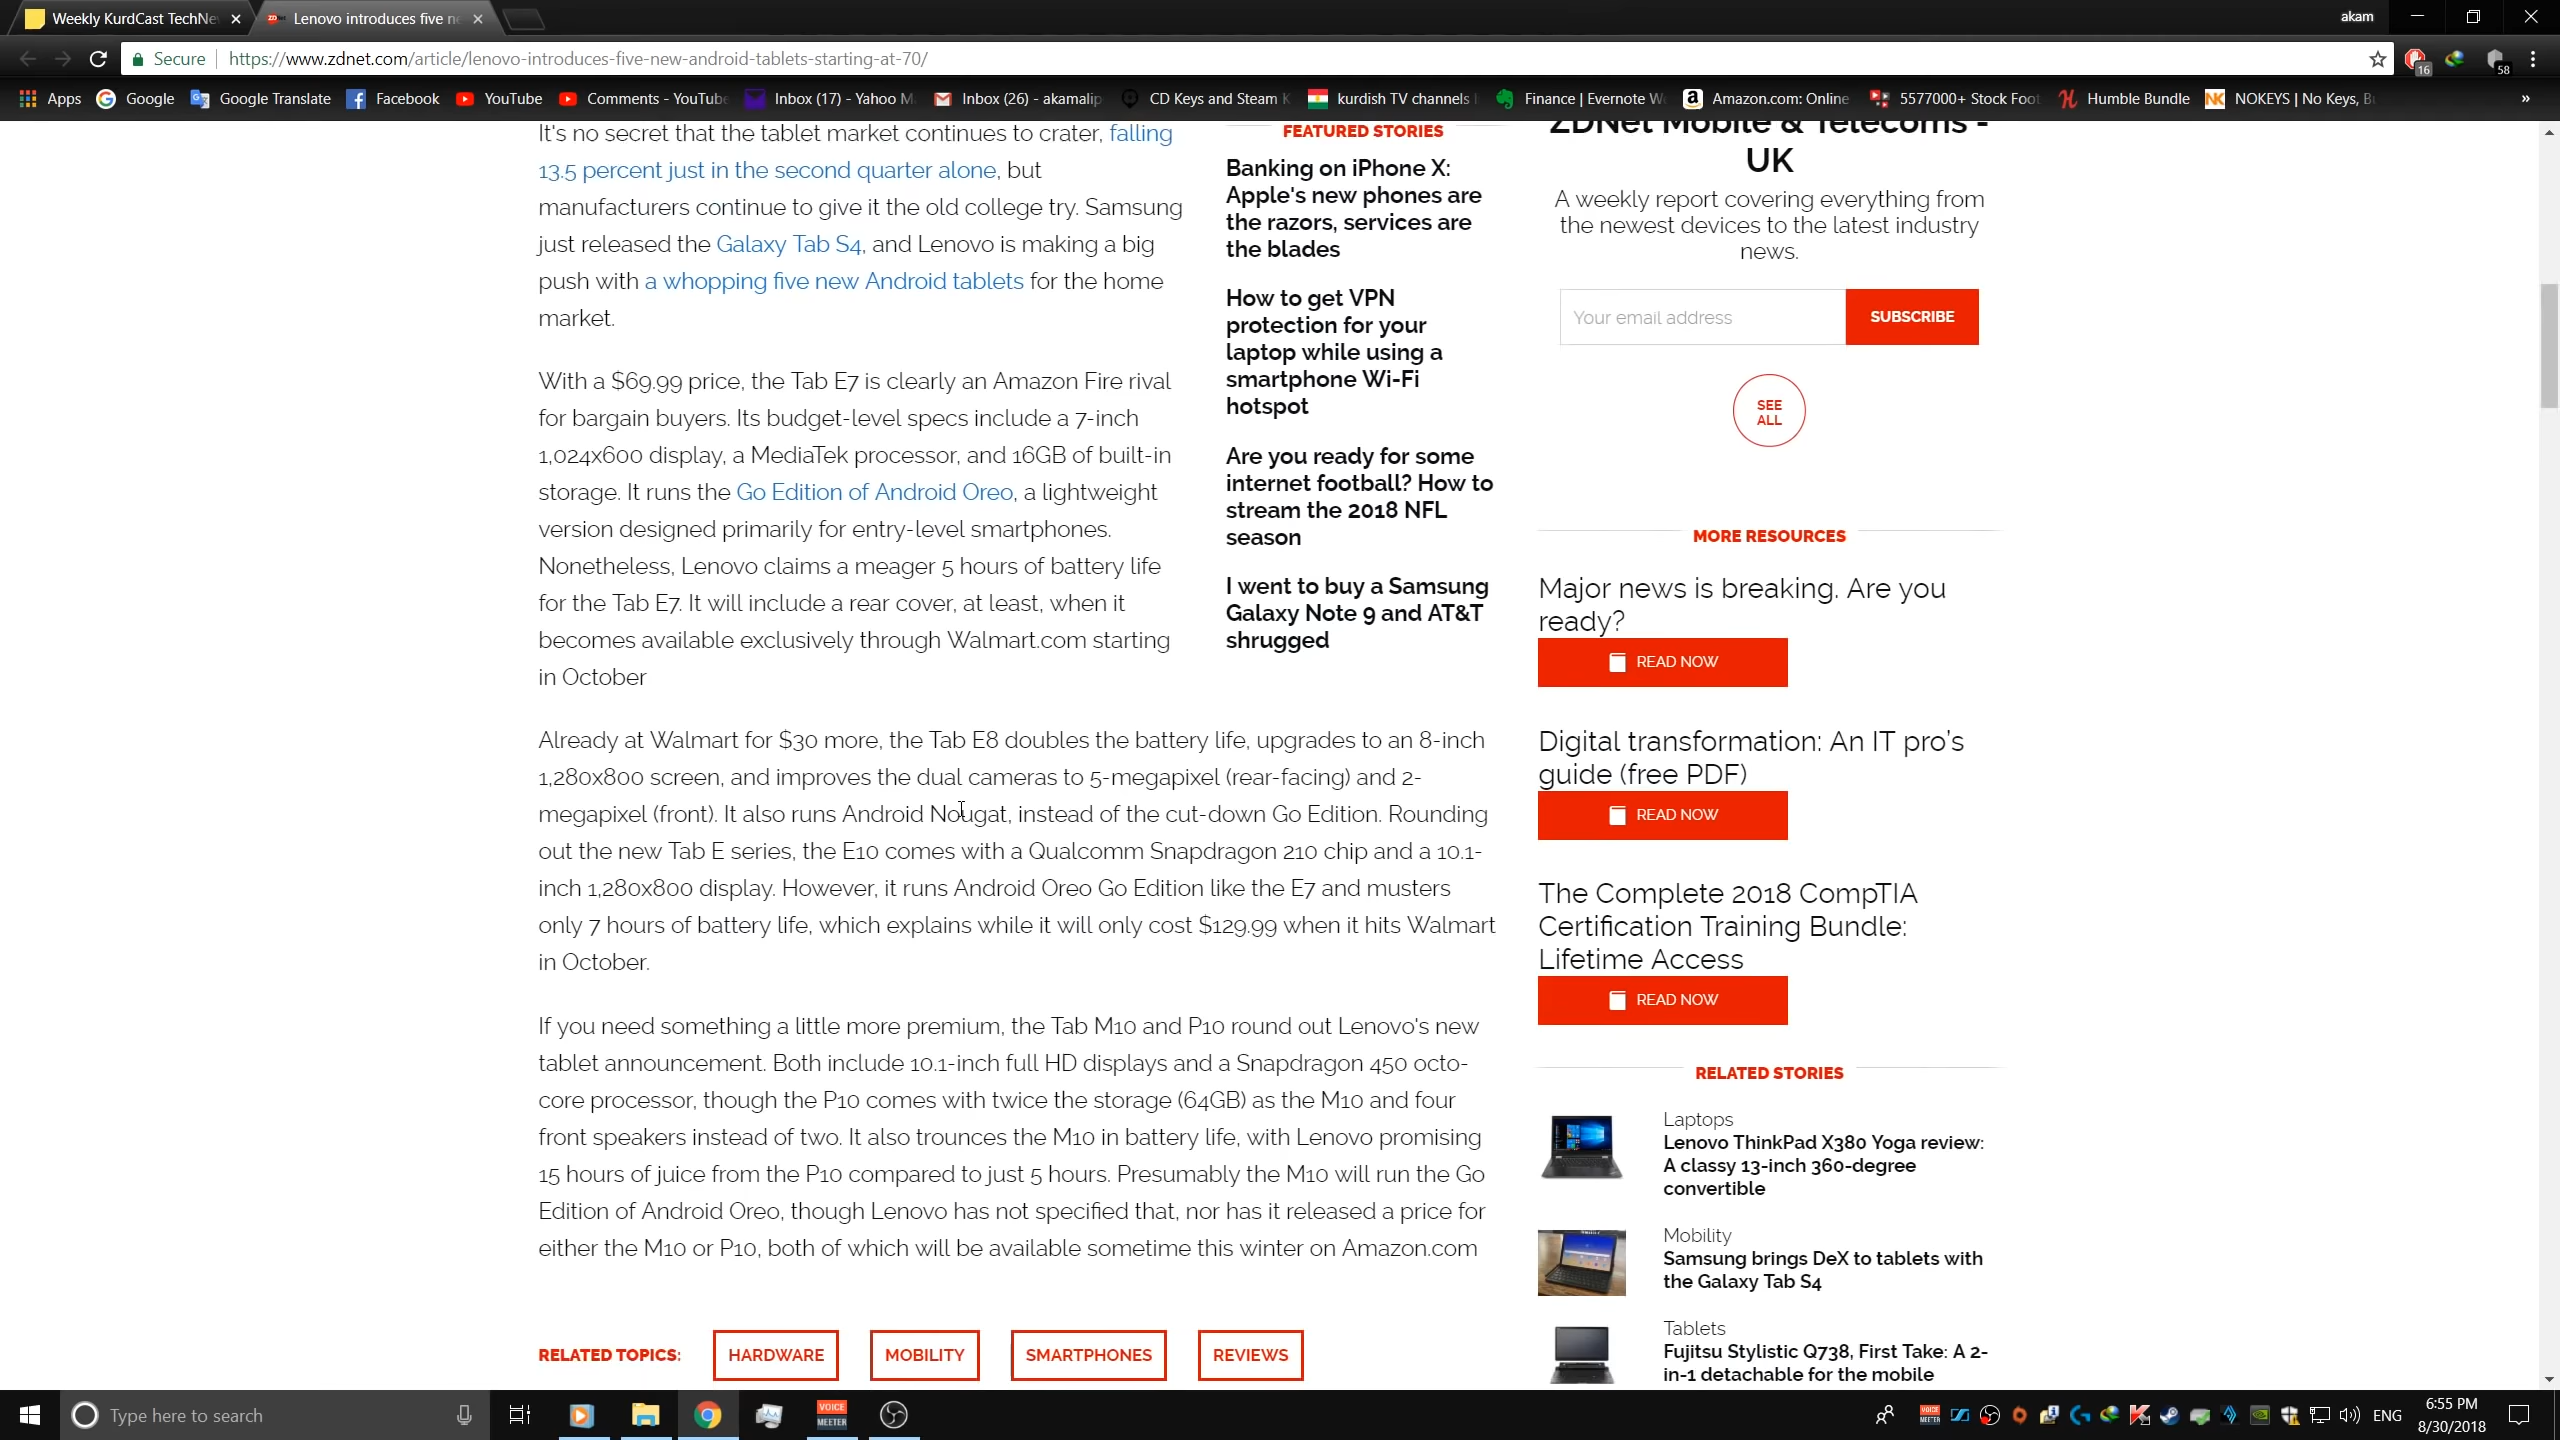 Weekly KurdCast TechNe
Lenovo introduces five ne
akam
Secure
https://www.zdnet.com/article/lenovo-introduces-five-new-android-tablets-starting-at-70/
16
58
Apps
Google
Google Translate
Facebook
YouTube
Comments - YouTube
Inbox (17) - Yahoo M
Inbox (26) - akamalip
CD Keys and Steam K
kurdish TV channels
Finance | Evernote W
Amazon.com: Online
5577000+ Stock Foot
Humble Bundle
NOKEYS | No Keys, B
»
It's no secret that the tablet market continues to crater, falling
13.5 percent just in the second quarter alone, but
manufacturers continue to give it the old college try. Samsung
just released the Galaxy Tab S4, and Lenovo is making a big
push with a whopping five new Android tablets for the home
market.
With a $69.99 price, the Tab E7 is clearly an Amazon Fire rival
for bargain buyers. Its budget-level specs include a 7-inch
1,024x600 display, a MediaTek processor, and 16GB of built-in
storage. It runs the Go Edition of Android Oreo, a lightweight
version designed primarily for entry-level smartphones.
Nonetheless, Lenovo claims a meager 5 hours of battery life
for the Tab E7. It will include a rear cover, at least, when it
becomes available exclusively through Walmart.com starting
in October
Already at Walmart for $30 more, the Tab E8 doubles the battery life, upgrades to an 8-inch
1,280x800 screen, and improves the dual cameras to 5-megapixel (rear-facing) and 2-
megapixel (front). It also runs Android Nougat, instead of the cut-down Go Edition. Rounding
out the new Tab E series, the E10 comes with a Qualcomm Snapdragon 210 chip and a 10.1-
inch 1,280x800 display. However, it runs Android Oreo Go Edition like the E7 and musters
only 7 hours of battery life, which explains while it will only cost $129.99 when it hits Walmart
in October.
If you need something a little more premium, the Tab M10 and P10 round out Lenovo's new
tablet announcement. Both include 10.1-inch full HD displays and a Snapdragon 450 octo-
core processor, though the P10 comes with twice the storage (64GB) as the M10 and four
front speakers instead of two. It also trounces the M10 in battery life, with Lenovo promising
15 hours of juice from the P10 compared to just 5 hours. Presumably the M10 will run the Go
Edition of Android Oreo, though Lenovo has not specified that, nor has it released a price for
either the M10 or P10, both of which will be available sometime this winter on Amazon.com
RELATED TOPICS:
HARDWARE
MOBILITY
SMARTPHONES
REVIEWS
FEATURED STORIES
Banking on iPhone X:
Apple's new phones are
the razors, services are
the blades
How to get VPN
protection for your
laptop while using a
smartphone Wi-Fi
hotspot
Are you ready for some
internet football? How to
stream the 2018 NFL
season
I went to buy a Samsung
Galaxy Note 9 and AT&T
shrugged
ZDNet Mobile & Telecoms -
UK
A weekly report covering everything from
the newest devices to the latest industry
news.
Your email address
SUBSCRIBE
SEE
ALL
MORE RESOURCES
Major news is breaking. Are you
ready?
READ NOW
Digital transformation: An IT pro’s
guide (free PDF)
READ NOW
The Complete 2018 CompTIA
Certification Training Bundle:
Lifetime Access
READ NOW
RELATED STORIES
Laptops
Lenovo ThinkPad X380 Yoga review:
A classy 13-inch 360-degree
convertible
Mobility
Samsung brings DeX to tablets with
the Galaxy Tab S4
Tablets
Fujitsu Stylistic Q738, First Take: A 2-
in-1 detachable for the mobile
Type here to search
VOICE
MEETER
ENG
6:55 PM
8/30/2018